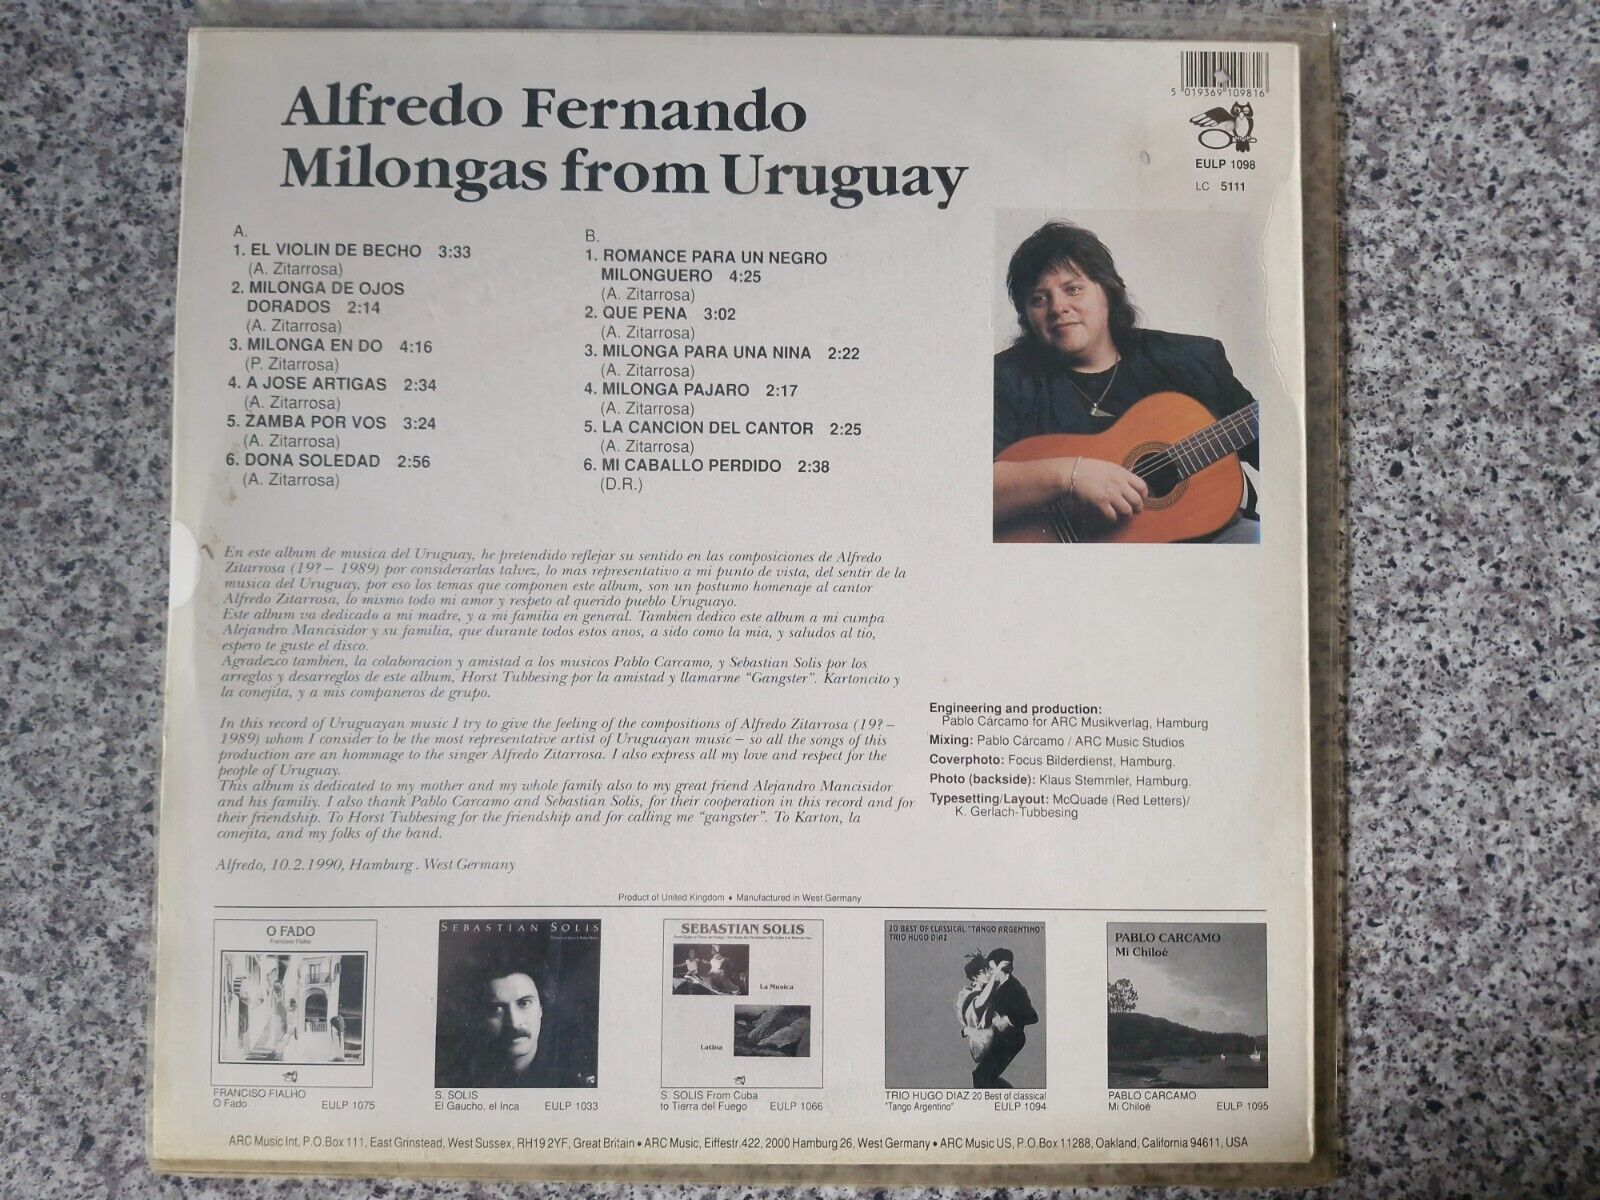 Alfredo Fernando
Milongas from Uruguay
5 019369 109816
EULP 1098
LC 5111
A.
1. EL VIOLIN DE BECHO 3:33
(A. Zitarrosa)
2. MILONGA DE OJOS
DORADOS 2:14
(A. Zitarrosa)
3. MILONGA EN DO 4:16
(P. Zitarrosa)
4. A JOSE ARTIGAS 2:34
(A. Zitarrosa)
5. ZAMBA POR VOS 3:24
(A. Zitarrosa)
6. DONA SOLEDAD 2:56
(A. Zitarrosa)
B.
1. ROMANCE PARA UN NEGRO
MILONGUERO 4:25
(A. Zitarrosa)
2. QUE PENA 3:02
(A. Zitarrosa)
3. MILONGA PARA UNA NINA 2:22
(A. Zitarrosa)
4. MILONGA PAJARO 2:17
(A. Zitarrosa)
5. LA CANCION DEL CANTOR 2:25
(A. Zitarrosa)
6. MI CABALLO PERDIDO 2:38
(D.R.)
En este album de musica del Uruguay, he pretendido reflejar su sentido en las composiciones de Alfredo
Zitarrosa (19? – 1989) por considerarlas talvez, lo mas representativo a mi punto de vista, del sentir de la
musica del Uruguay, por eso los temas que componen este album, son un postumo homenaje al cantor
Alfredo Zitarrosa, lo mismo todo mi amor y respeto al querido pueblo Uruguayo.
Este album va dedicado a mi madre, y a mi familia en general. Tambien dedico este album a mi cumpa
Alejandro Mancisidor y su familia, que durante todos estos anos, a sido como la mia, y saludos al tio,
espero te guste el disco.
Agradezco tambien, la colaboracion y amistad a los musicos Pablo Carcamo, y Sebastian Solis por los
arreglos y desarreglos de este album, Horst Tubbesing por la amistad y llamarme “Gangster”. Kartoncito y
la conejita, y a mis companeros de grupo.
In this record of Uruguayan music I try to give the feeling of the compositions of Alfredo Zitarrosa (19? –
1989) whom I consider to be the most representative artist of Uruguayan music – so all the songs of this
production are an hommage to the singer Alfredo Zitarrosa. I also express all my love and respect for the
people of Uruguay.
This album is dedicated to my mother and my whole family also to my great friend Alejandro Mancisidor
and his familiy. I also thank Pablo Carcamo and Sebastian Solis, for their cooperation in this record and for
their friendship. To Horst Tubbesing for the friendship and for calling me “gangster”. To Karton, la
conejita, and my folks of the band.
Alfredo, 10.2.1990, Hamburg. West Germany
Engineering and production:
Pablo Cárcamo for ARC Musikverlag, Hamburg
Mixing: Pablo Cárcamo / ARC Music Studios
Coverphoto: Focus Bilderdienst, Hamburg.
Photo (backside): Klaus Stemmler, Hamburg.
Typesetting/Layout: McQuade (Red Letters)/
K. Gerlach-Tubbesing
Product of United Kingdom ♦ Manufactured in West Germany
O FADO
Francisco Fialho
FRANCISO FIALHO
O Fado EULP 1075
SEBASTIAN SOLIS
S. SOLIS
El Gaucho, el Inca EULP 1033
SEBASTIAN SOLIS
La Musica
Latina
S. SOLIS From Cuba
to Tierra del Fuego EULP 1066
20 BEST OF CLASSICAL "TANGO ARGENTINO"
TRIO HUGO DIAZ
TRIO HUGO DIAZ 20 Best of classical
"Tango Argentino" EULP 1094
PABLO CARCAMO
Mi Chiloé
PABLO CARCAMO
Mi Chiloé EULP 1095
ARC Music Int, P.O. Box 111, East Grinstead, West Sussex, RH19 2YF, Great Britain • ARC Music, Eiffestr. 422, 2000 Hamburg 26, West Germany • ARC Music US, P.O. Box 11288, Oakland, California 94611, USA